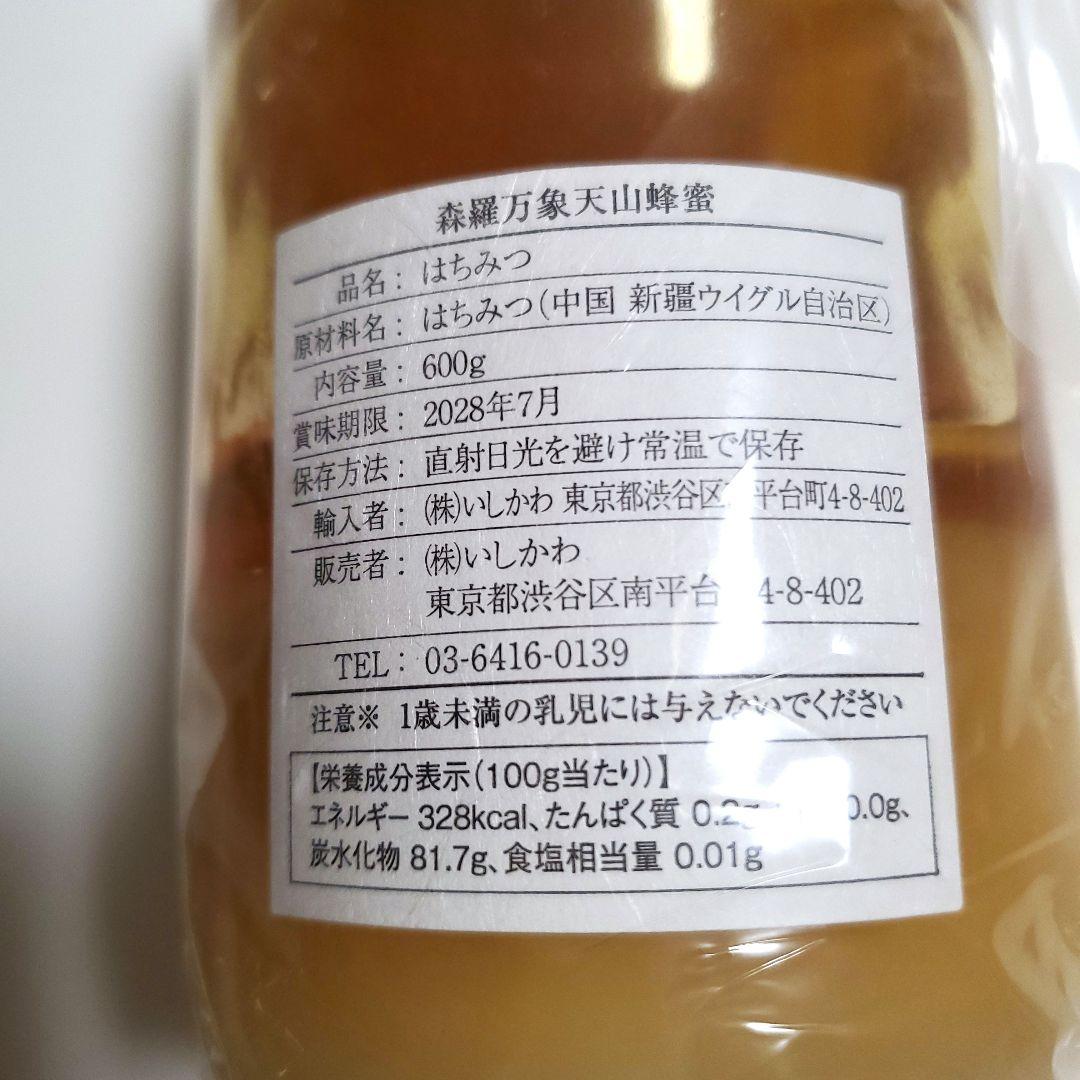 森羅万象天山蜂蜜
品名： はちみつ
原材料名： はちみつ(中国 新疆ウイグル自治区)
内容量： 600g
賞味期限： 2028年7月
保存方法： 直射日光を避け常温で保存
輸入者： (株)いしかわ 東京都渋谷区 平台町4-8-402
販売者： (株)いしかわ
東京都渋谷区南平台 4-8-402
TEL： 03-6416-0139
注意※ 1歳未満の乳児には与えないでください
【栄養成分表示(100g当たり)】
エネルギー 328kcal、たんぱく質 0.2g 0.0g、
炭水化物 81.7g、食塩相当量 0.01g